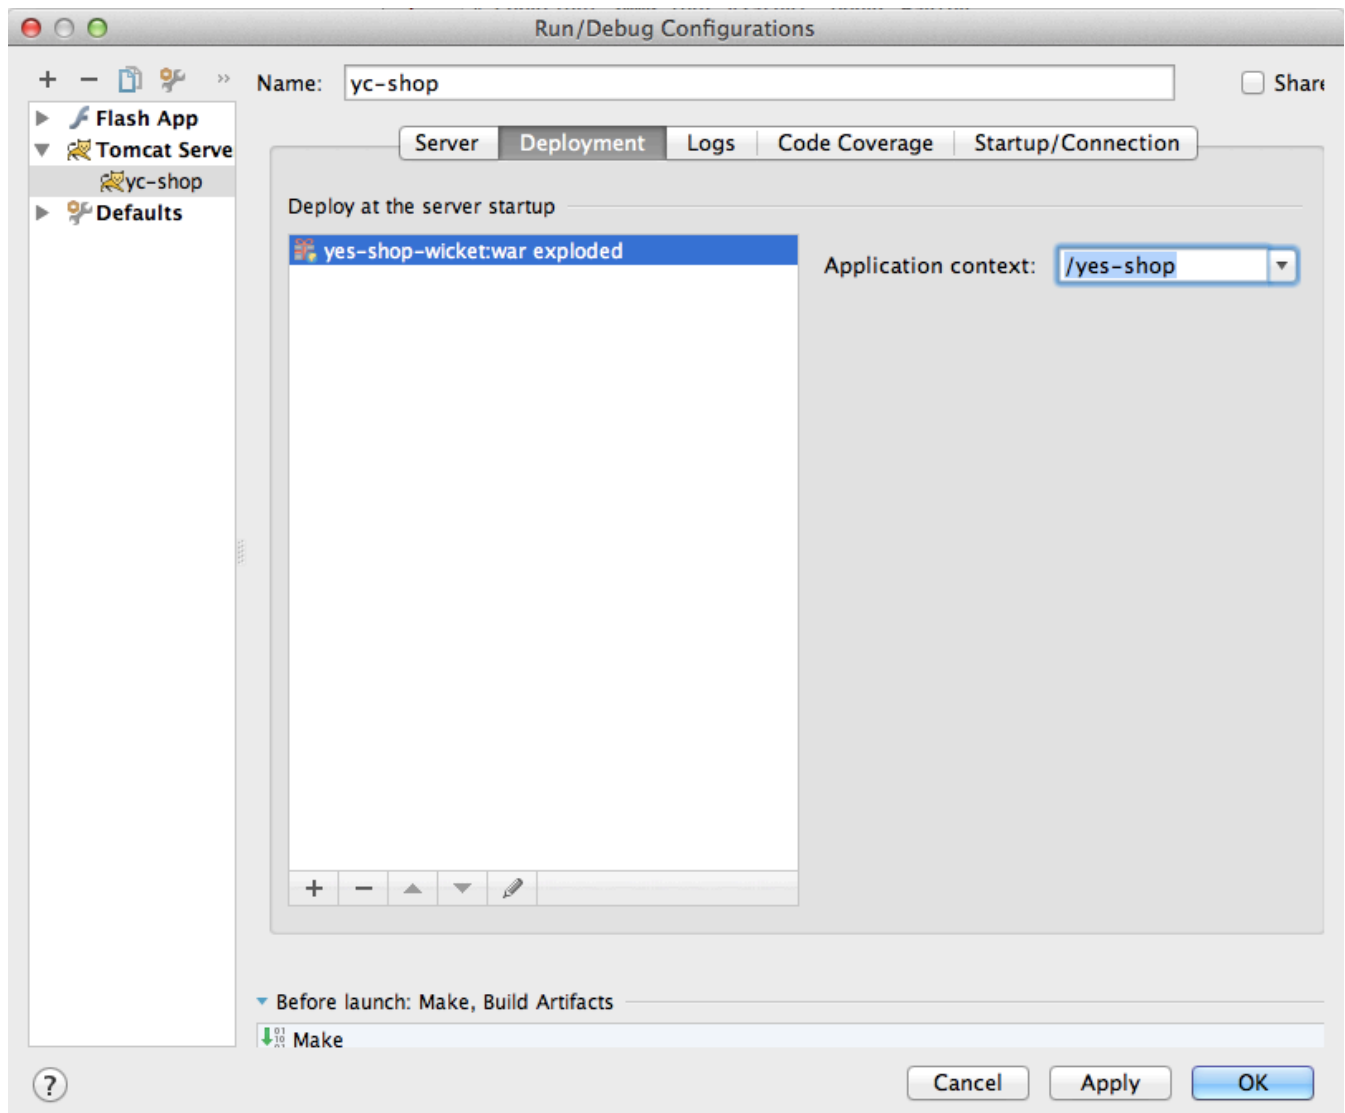 Run/Debug Configurations
Name: yc-shop
Flash App
Tomcat Serve
yc-shop
Defaults
Server Deployment Logs Code Coverage Startup/Connection
Deploy at the server startup
yes-shop-wicket:war exploded
Application context: /yes-shop
Before launch: Make, Build Artifacts
Make
? Cancel Apply OK